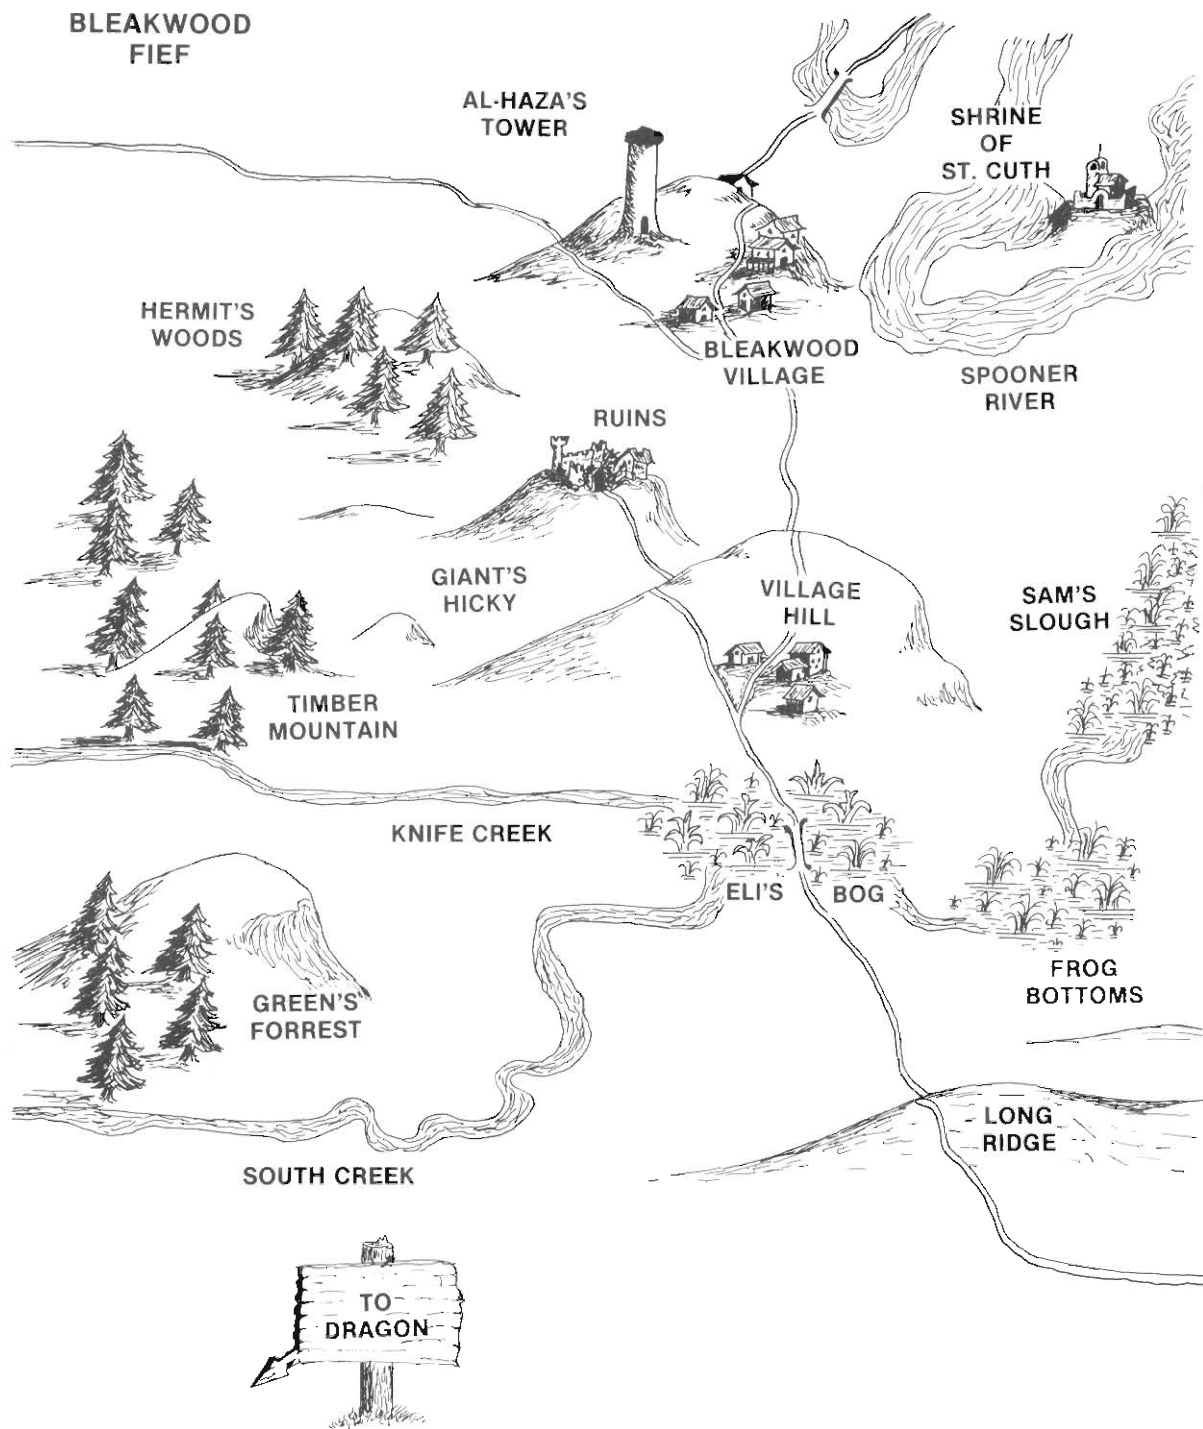 BLEAKWOOD
FIEF
AL-HAZA'S
TOWER
SHRINE
OF
ST. CUTH
HERMIT'S
WOODS
BLEAKWOOD
VILLAGE
SPOONER
RIVER
RUINS
GIANT'S
HICKY
VILLAGE
HILL
SAM'S
SLOUGH
TIMBER
MOUNTAIN
KNIFE CREEK
ELI'S BOG
FROG
BOTTOMS
GREEN'S
FORREST
LONG
RIDGE
SOUTH CREEK
TO
DRAGON